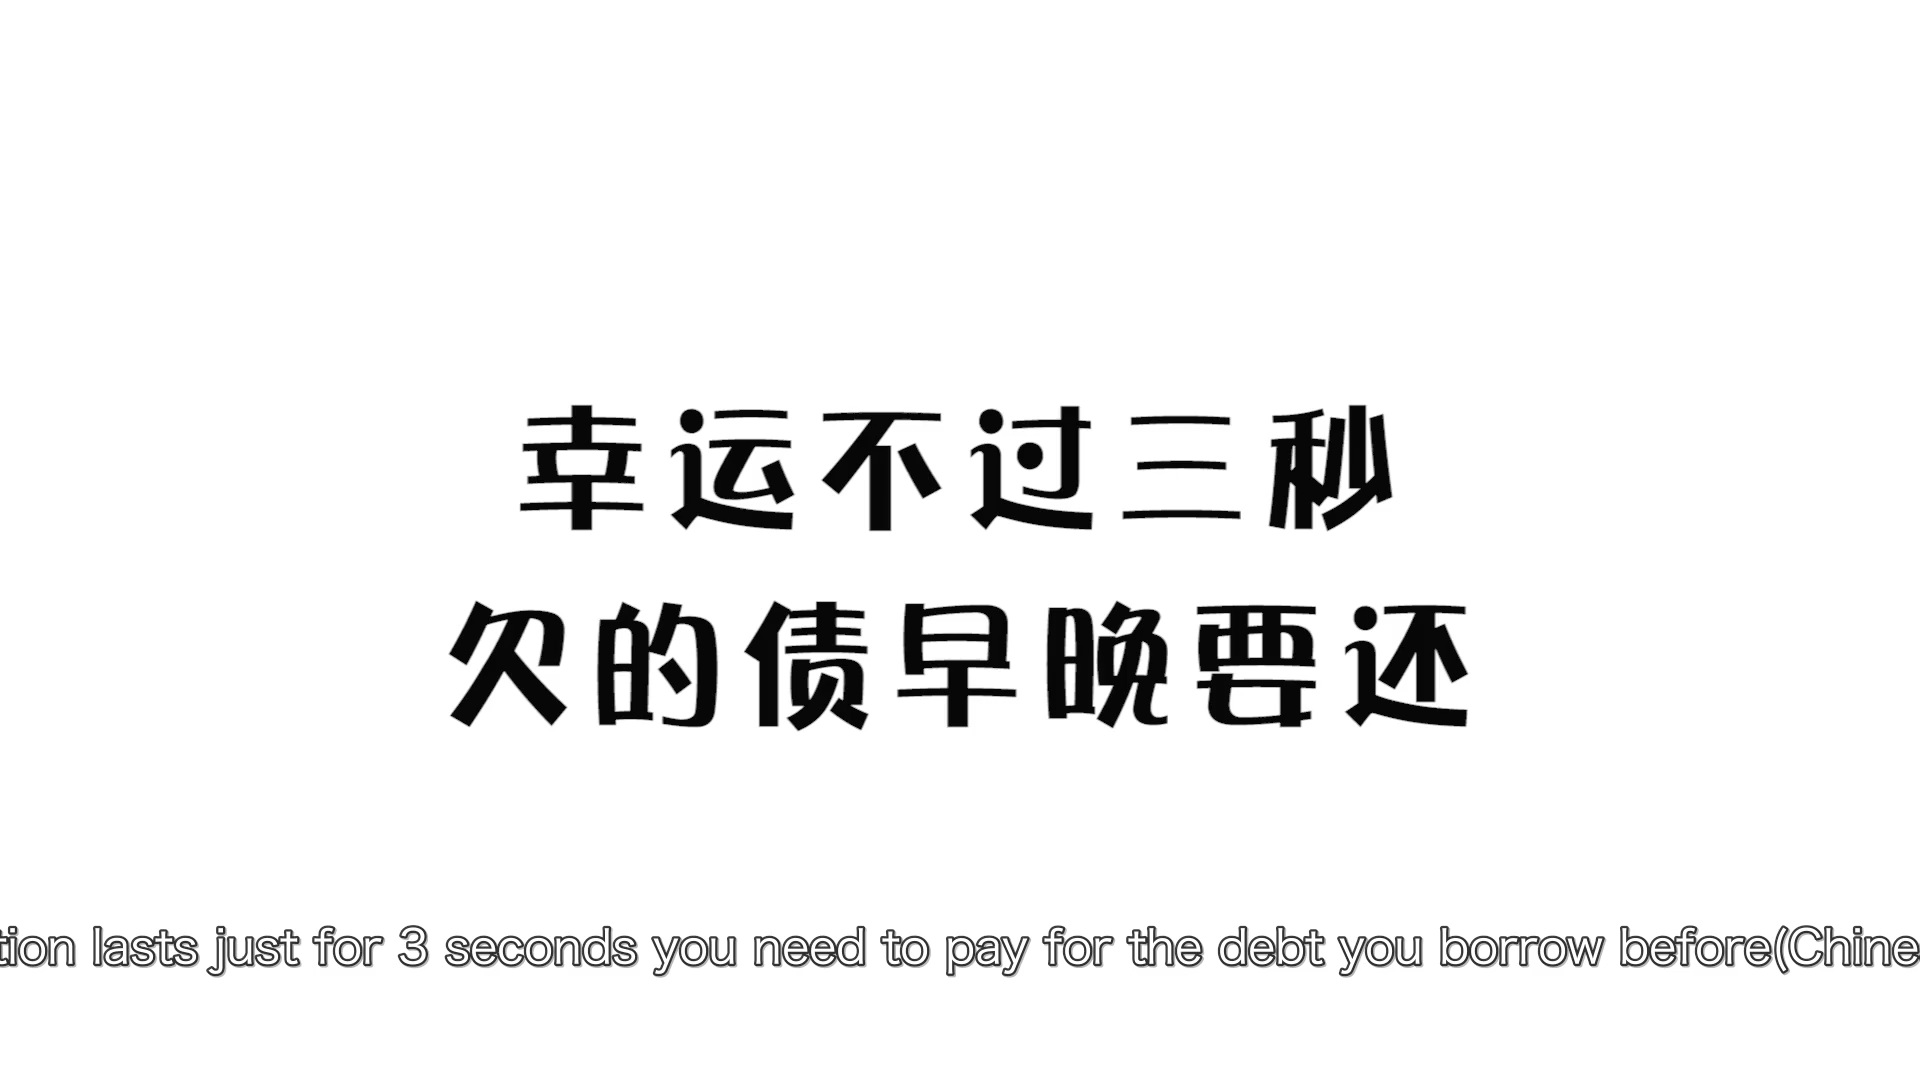 幸运不过三秒
欠的债早晚要还
tion lasts just for 3 seconds you need to pay for the debt you borrow before(Chine